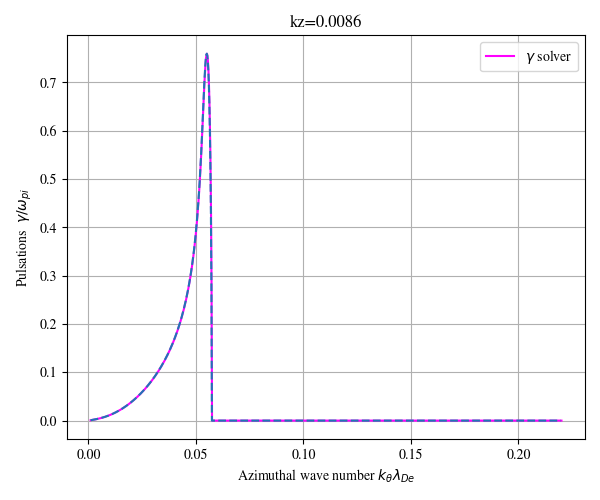 kz=0.0086
γ solver
Pulsations γ/ω_pi
0.7
0.6
0.5
0.4
0.3
0.2
0.1
0.0
0.00 0.05 0.10 0.15 0.20
Azimuthal wave number k_θλ_De